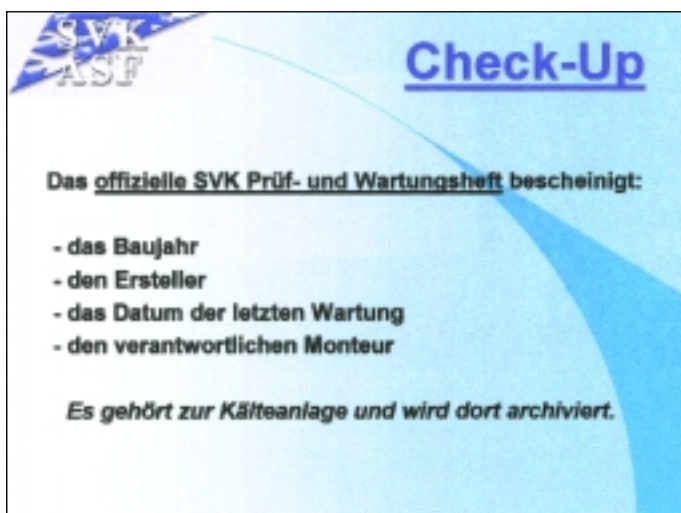 SVK
ASF
Check-Up
Das offizielle SVK Prüf- und Wartungsheft bescheinigt:
- das Baujahr
- den Ersteller
- das Datum der letzten Wartung
- den verantwortlichen Monteur
Es gehört zur Kälteanlage und wird dort archiviert.